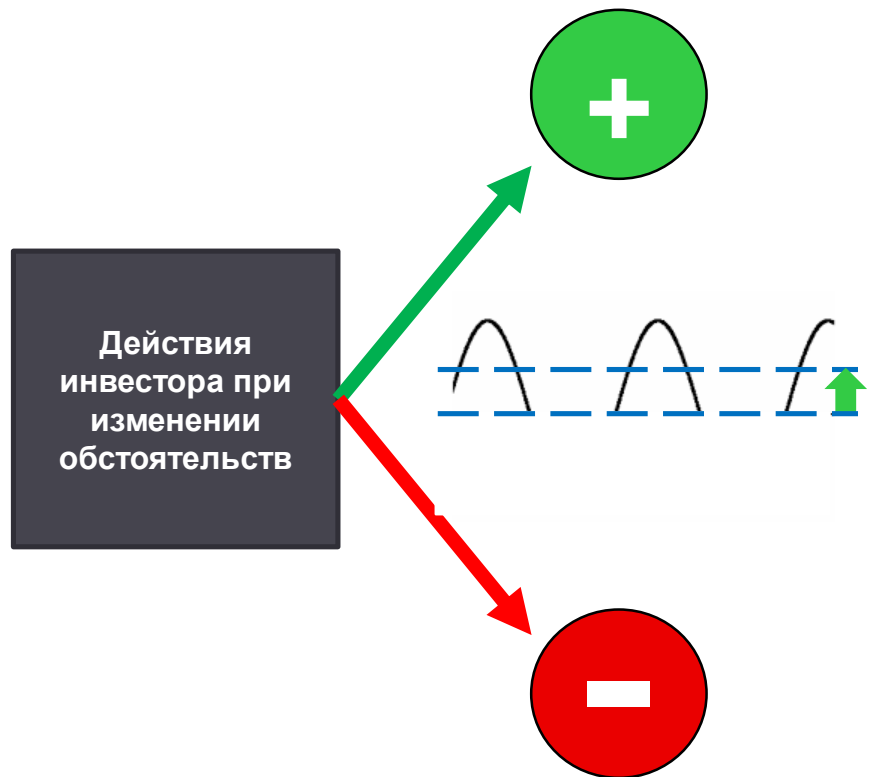 +
Действия
инвестора при
изменении
обстоятельств
-